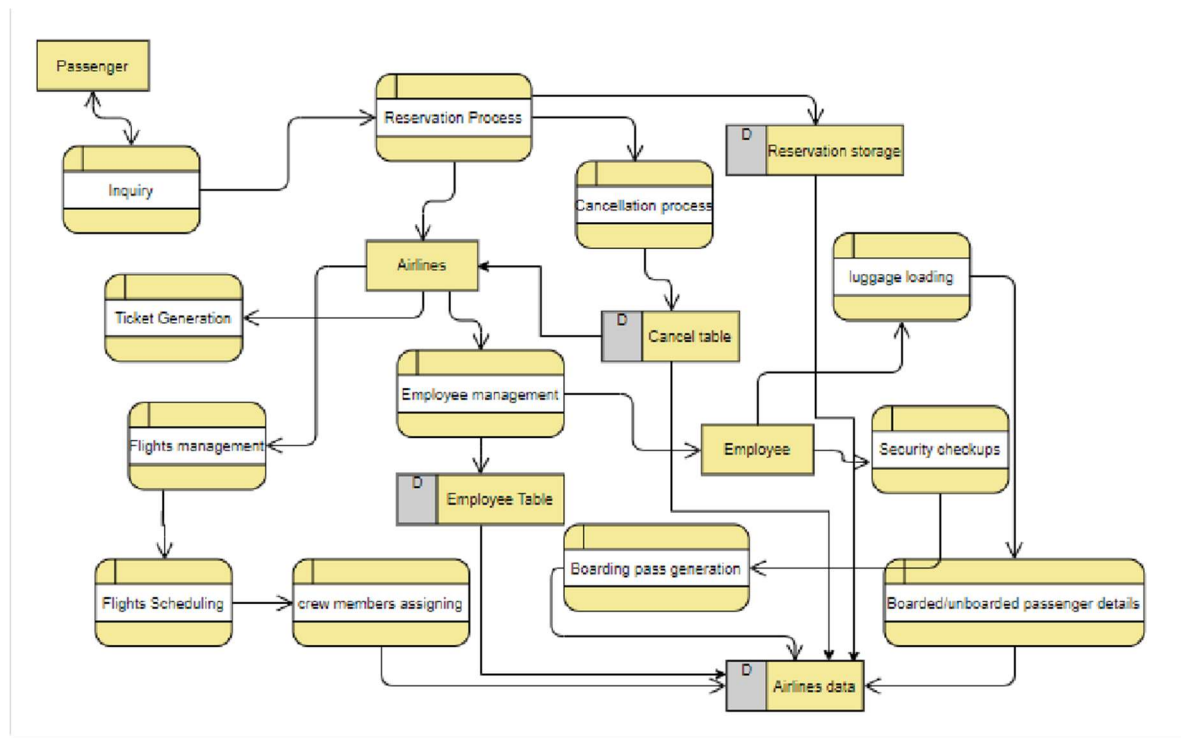 Passenger
Reservation Process
D
Reservation storage
Inquiry
Cancellation process
Airlines
luggage loading
Ticket Generation
D
Cancel table
Employee management
Flights management
Employee
Security checkups
D
Employee Table
Boarding pass generation
Flights Scheduling
crew members assigning
Boarded/unboarded passenger details
D
Airlines data